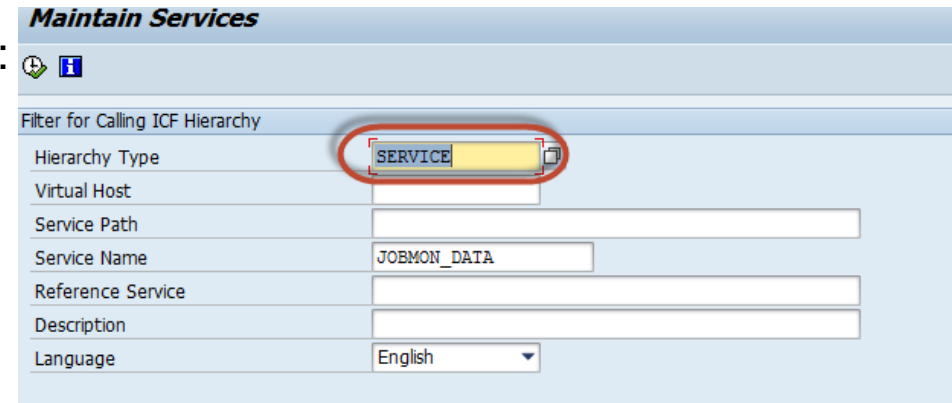 Maintain Services
:
Filter for Calling ICF Hierarchy
Hierarchy Type SERVICE
Virtual Host
Service Path
Service Name JOBMON_DATA
Reference Service
Description
Language English